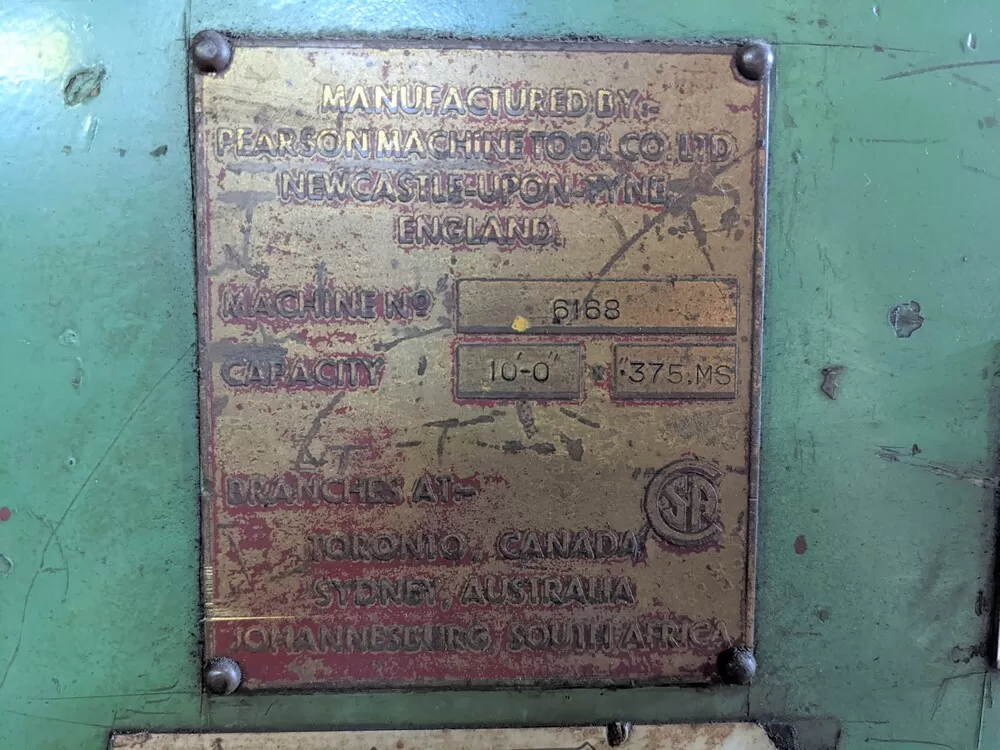 MANUFACTURED BY:-
PEARSON MACHINE TOOL CO. LTD
NEWCASTLE-UPON-TYNE,
ENGLAND.
MACHINE Nº 6168
CAPACITY 10'-0" x .375"MS
BRANCHES AT:-
CSA
TORONTO, CANADA
SYDNEY, AUSTRALIA
JOHANNESBURG, SOUTH AFRICA